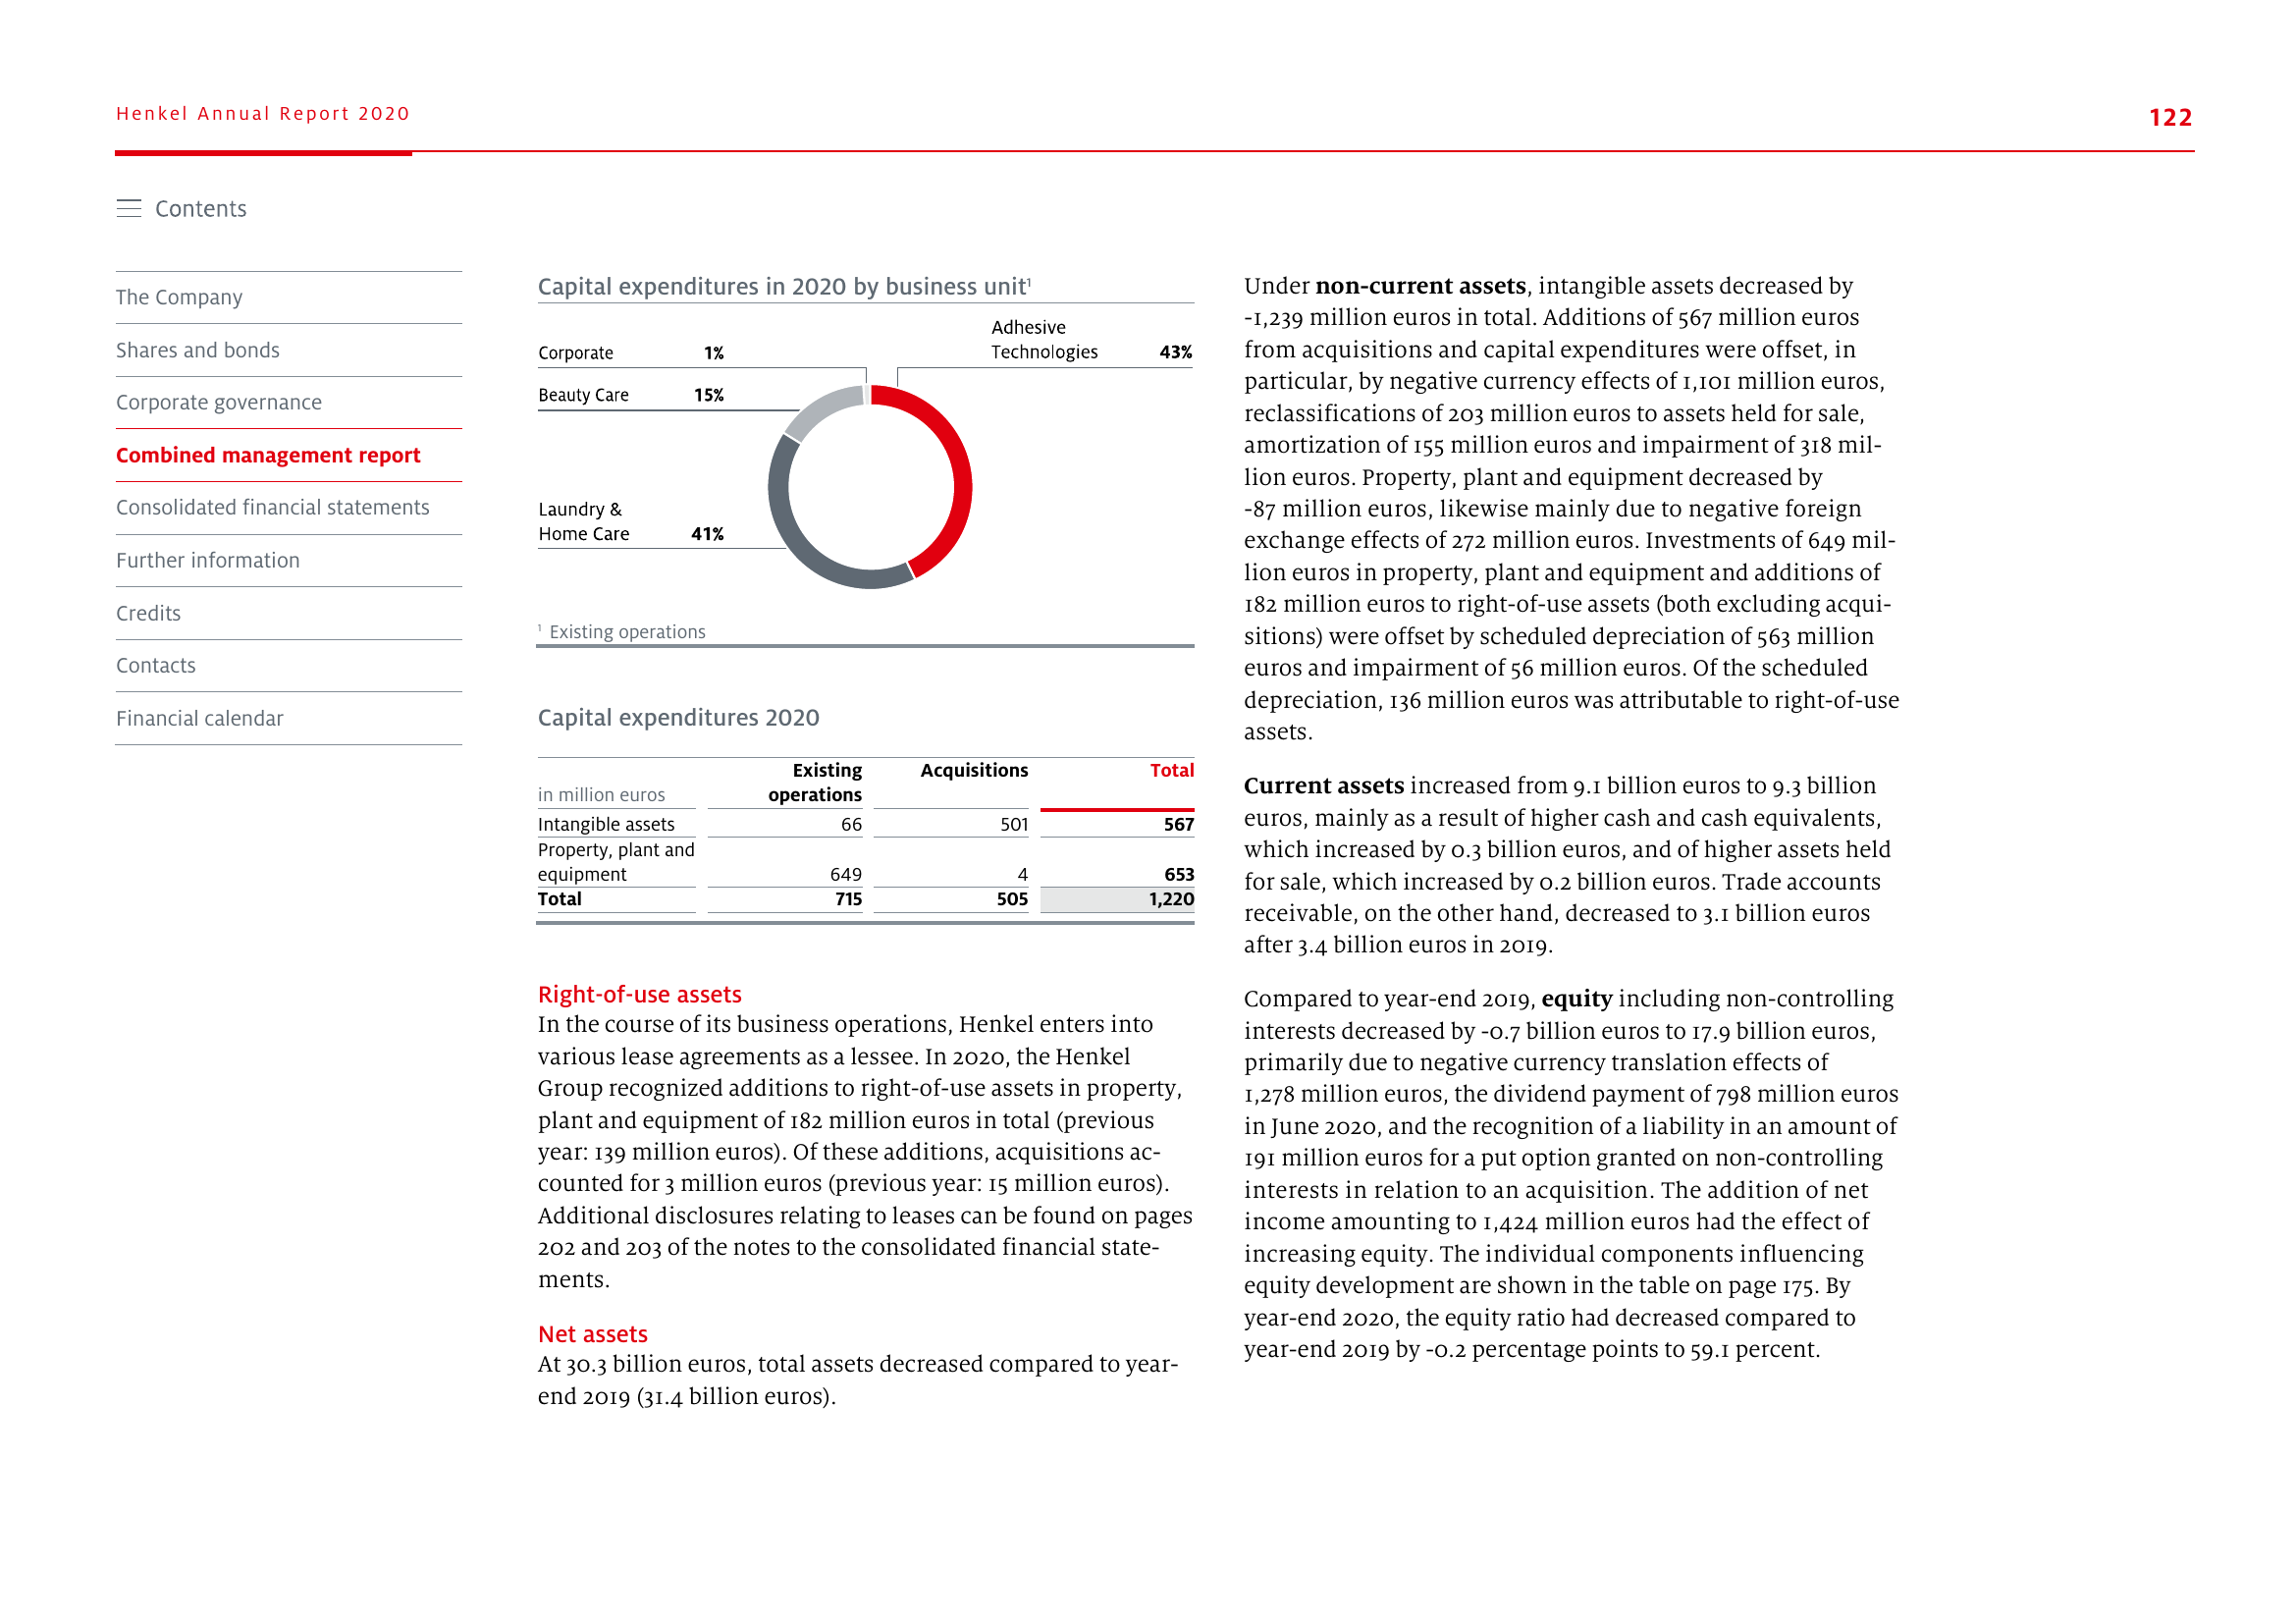 Henkel Annual Report 2020
122
Contents
The Company
Shares and bonds
Corporate governance
Combined management report
Consolidated financial statements
Further information
Credits
Contacts
Financial calendar
Capital expenditures in 2020 by business unit¹
Corporate 1%
Beauty Care 15%
Laundry &
Home Care 41%
Adhesive
Technologies 43%
¹ Existing operations
Capital expenditures 2020
in million euros Existing operations Acquisitions Total
Intangible assets 66 501 567
Property, plant and
equipment 649 4 653
Total 715 505 1,220
Right-of-use assets
In the course of its business operations, Henkel enters into
various lease agreements as a lessee. In 2020, the Henkel
Group recognized additions to right-of-use assets in property,
plant and equipment of 182 million euros in total (previous
year: 139 million euros). Of these additions, acquisitions ac-
counted for 3 million euros (previous year: 15 million euros).
Additional disclosures relating to leases can be found on pages
202 and 203 of the notes to the consolidated financial state-
ments.
Net assets
At 30.3 billion euros, total assets decreased compared to year-
end 2019 (31.4 billion euros).
Under non-current assets, intangible assets decreased by
-1,239 million euros in total. Additions of 567 million euros
from acquisitions and capital expenditures were offset, in
particular, by negative currency effects of 1,101 million euros,
reclassifications of 203 million euros to assets held for sale,
amortization of 155 million euros and impairment of 318 mil-
lion euros. Property, plant and equipment decreased by
-87 million euros, likewise mainly due to negative foreign
exchange effects of 272 million euros. Investments of 649 mil-
lion euros in property, plant and equipment and additions of
182 million euros to right-of-use assets (both excluding acqui-
sitions) were offset by scheduled depreciation of 563 million
euros and impairment of 56 million euros. Of the scheduled
depreciation, 136 million euros was attributable to right-of-use
assets.
Current assets increased from 9.1 billion euros to 9.3 billion
euros, mainly as a result of higher cash and cash equivalents,
which increased by 0.3 billion euros, and of higher assets held
for sale, which increased by 0.2 billion euros. Trade accounts
receivable, on the other hand, decreased to 3.1 billion euros
after 3.4 billion euros in 2019.
Compared to year-end 2019, equity including non-controlling
interests decreased by -0.7 billion euros to 17.9 billion euros,
primarily due to negative currency translation effects of
1,278 million euros, the dividend payment of 798 million euros
in June 2020, and the recognition of a liability in an amount of
191 million euros for a put option granted on non-controlling
interests in relation to an acquisition. The addition of net
income amounting to 1,424 million euros had the effect of
increasing equity. The individual components influencing
equity development are shown in the table on page 175. By
year-end 2020, the equity ratio had decreased compared to
year-end 2019 by -0.2 percentage points to 59.1 percent.